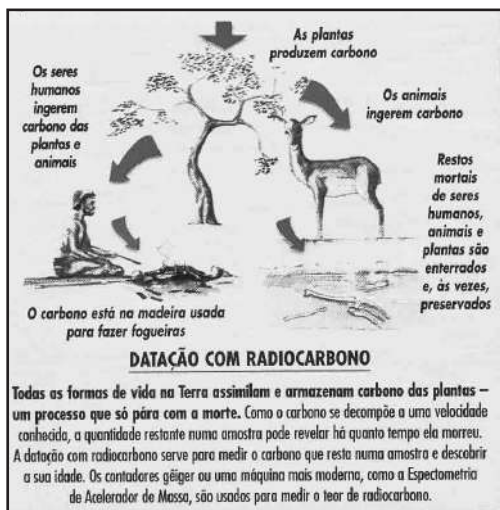 As plantas
produzem carbono
Os seres
humanos
ingerem
carbono das
plantas e
animais
Os animais
ingerem carbono
Restos
mortais
de seres
humanos,
animais e
plantas são
enterrados
e, às vezes,
preservados
O carbono está na madeira usada
para fazer fogueiras
DATAÇÃO COM RADIOCARBONO
Todas as formas de vida na Terra assimilam e armazenam carbono das plantas –
um processo que só pára com a morte. Como o carbono se decompõe a uma velocidade
conhecida, a quantidade restante numa amostra pode revelar há quanto tempo ela morreu.
A datação com radiocarbono serve para medir o carbono que resta numa amostra e descobrir
a sua idade. Os contadores gêiger ou uma máquina mais moderna, como a Espectometria
de Acelerador de Massa, são usados para medir o teor de radiocarbono.